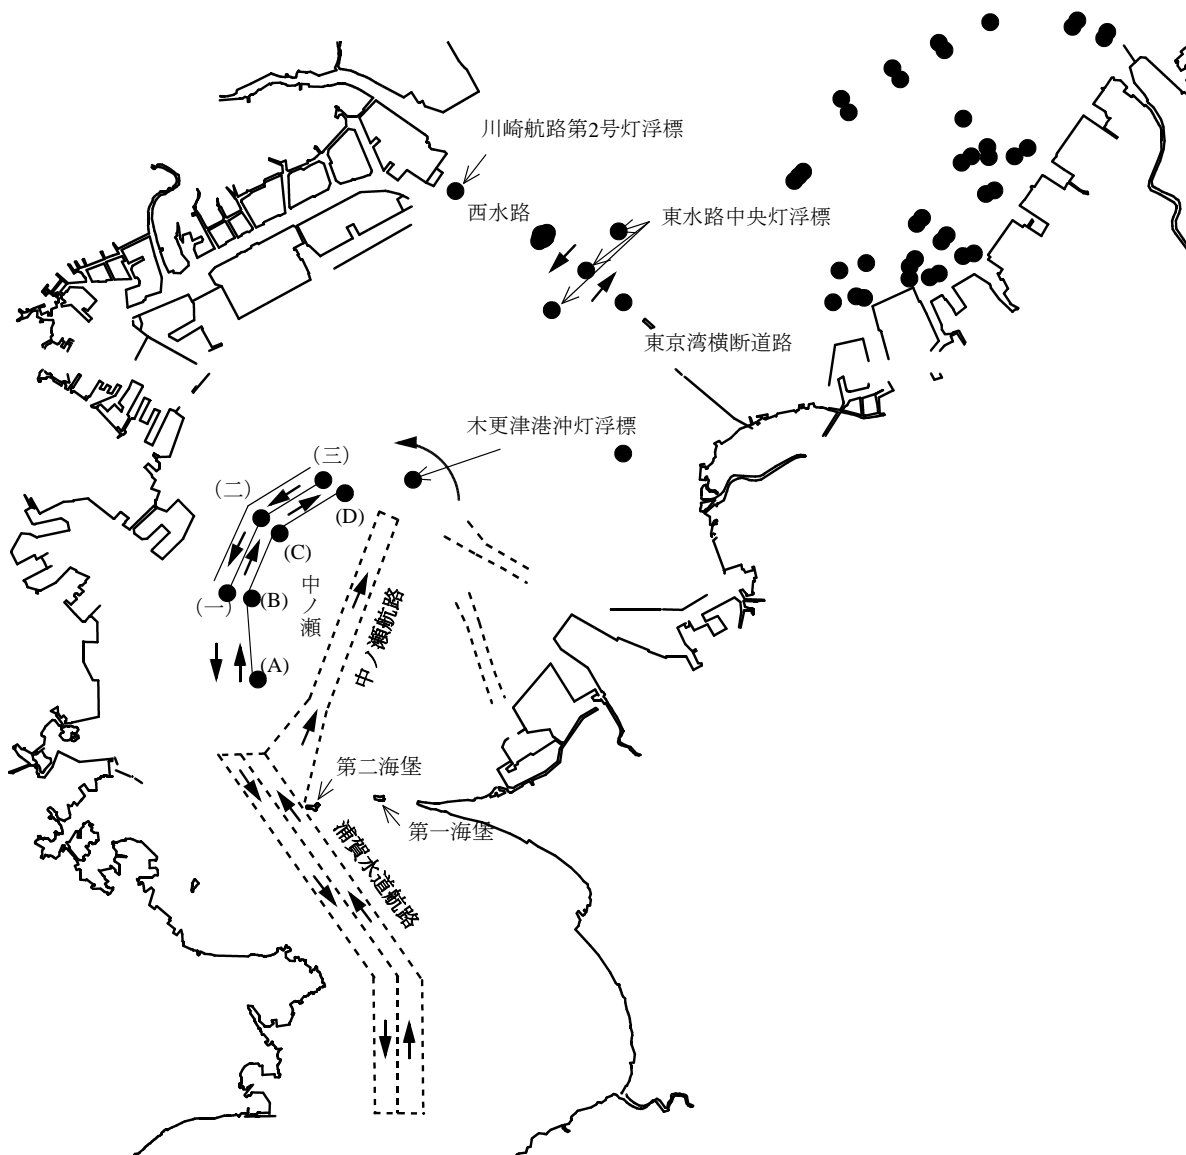 川崎航路第2号灯浮標
西水路
東水路中央灯浮標
東京湾横断道路
木更津港沖灯浮標
(三)
(二)
(D)
(C)
中ノ瀬
(一)
(B)
中ノ瀬航路
(A)
第二海堡
第一海堡
浦賀水道航路